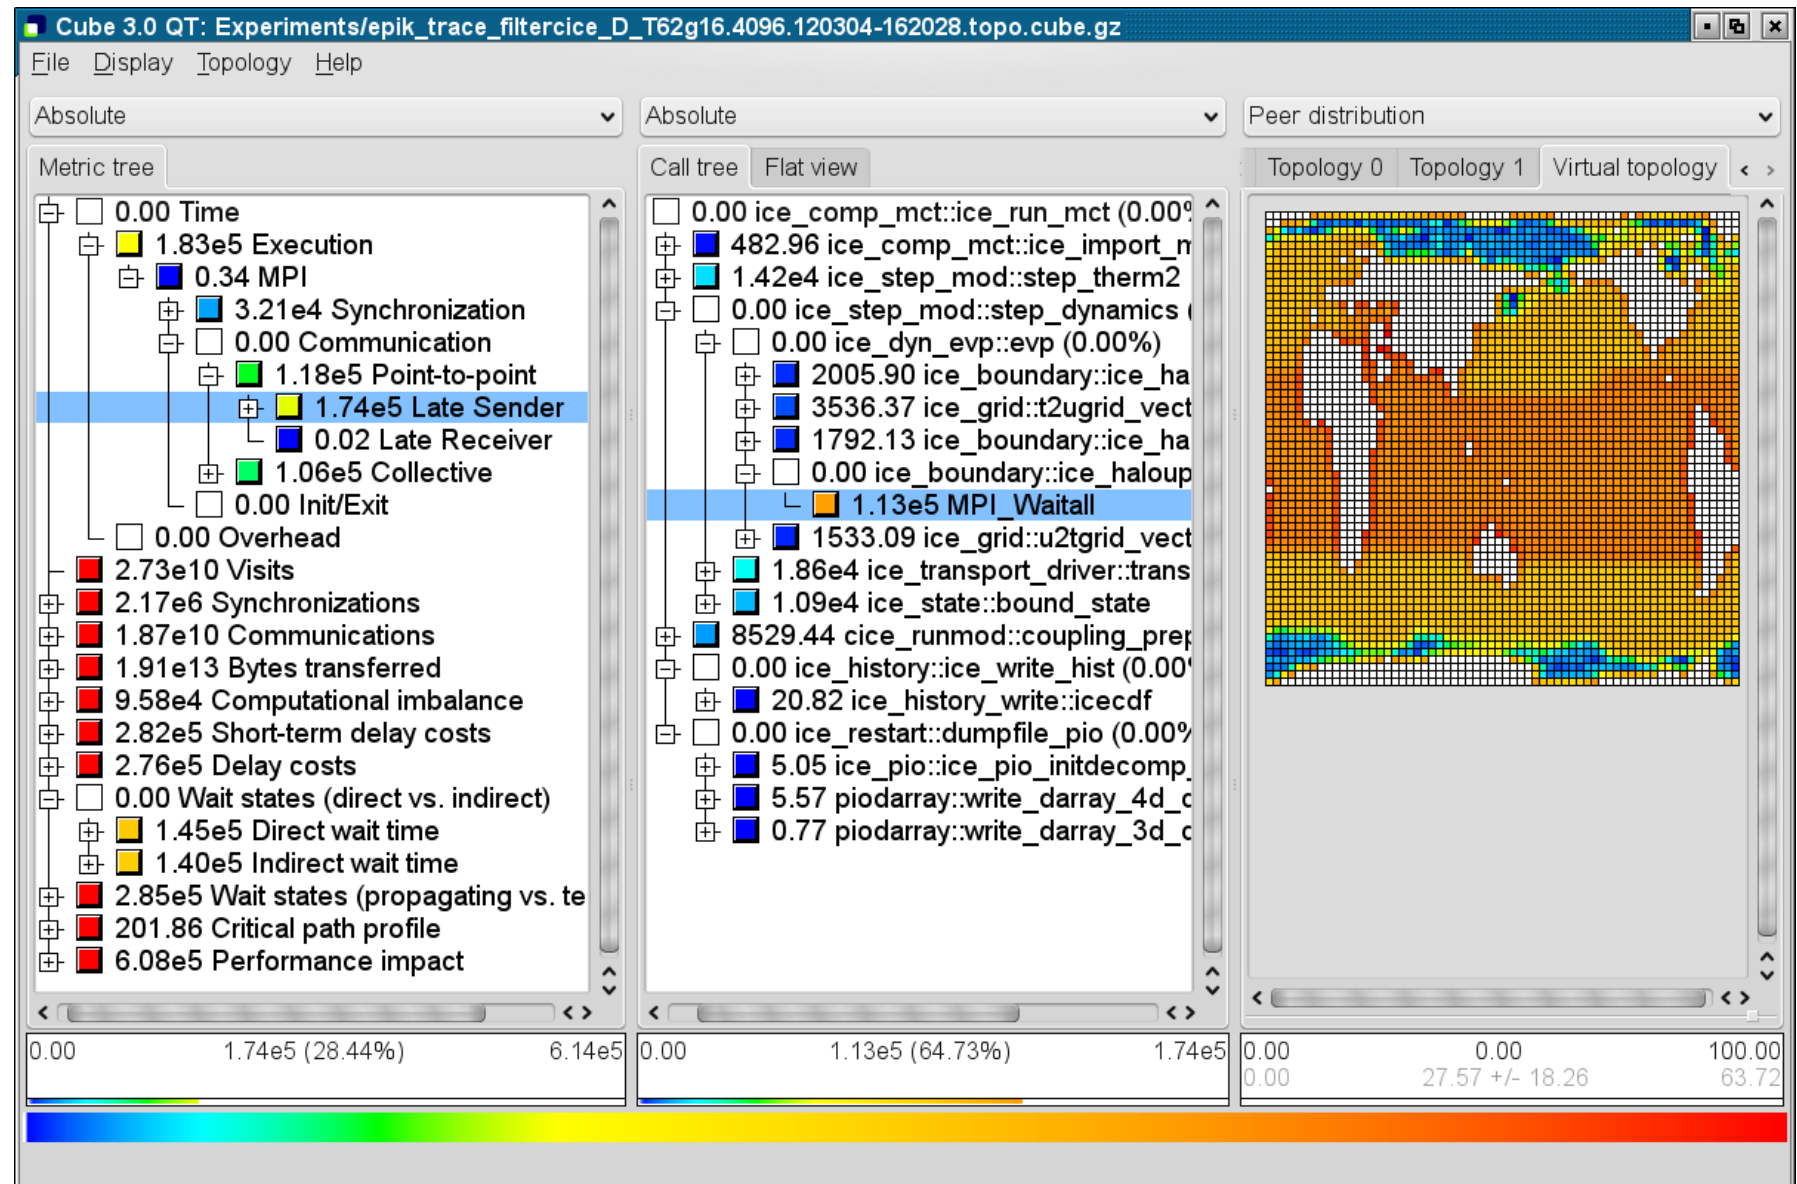 Cube 3.0 QT: Experiments/epik_trace_filtercice_D_T62g16.4096.120304-162028.topo.cube.gz
File Display Topology Help
Absolute
Metric tree
0.00 Time
1.83e5 Execution
0.34 MPI
3.21e4 Synchronization
0.00 Communication
1.18e5 Point-to-point
1.74e5 Late Sender
0.02 Late Receiver
1.06e5 Collective
0.00 Init/Exit
0.00 Overhead
2.73e10 Visits
2.17e6 Synchronizations
1.87e10 Communications
1.91e13 Bytes transferred
9.58e4 Computational imbalance
2.82e5 Short-term delay costs
2.76e5 Delay costs
0.00 Wait states (direct vs. indirect)
1.45e5 Direct wait time
1.40e5 Indirect wait time
2.85e5 Wait states (propagating vs. te
201.86 Critical path profile
6.08e5 Performance impact
0.00 1.74e5 (28.44%) 6.14e5
Absolute
Call tree Flat view
0.00 ice_comp_mct::ice_run_mct (0.00%
482.96 ice_comp_mct::ice_import_m
1.42e4 ice_step_mod::step_therm2
0.00 ice_step_mod::step_dynamics (
0.00 ice_dyn_evp::evp (0.00%)
2005.90 ice_boundary::ice_ha
3536.37 ice_grid::t2ugrid_vect
1792.13 ice_boundary::ice_ha
0.00 ice_boundary::ice_haloup
1.13e5 MPI_Waitall
1533.09 ice_grid::u2tgrid_vect
1.86e4 ice_transport_driver::trans
1.09e4 ice_state::bound_state
8529.44 cice_runmod::coupling_prep
0.00 ice_history::ice_write_hist (0.00%
20.82 ice_history_write::icecdf
0.00 ice_restart::dumpfile_pio (0.00%
5.05 ice_pio::ice_pio_initdecomp_
5.57 piodarray::write_darray_4d_d
0.77 piodarray::write_darray_3d_d
0.00 1.13e5 (64.73%) 1.74e5
Peer distribution
Topology 0 Topology 1 Virtual topology
0.00 0.00 100.00
0.00 27.57 +/- 18.26 63.72